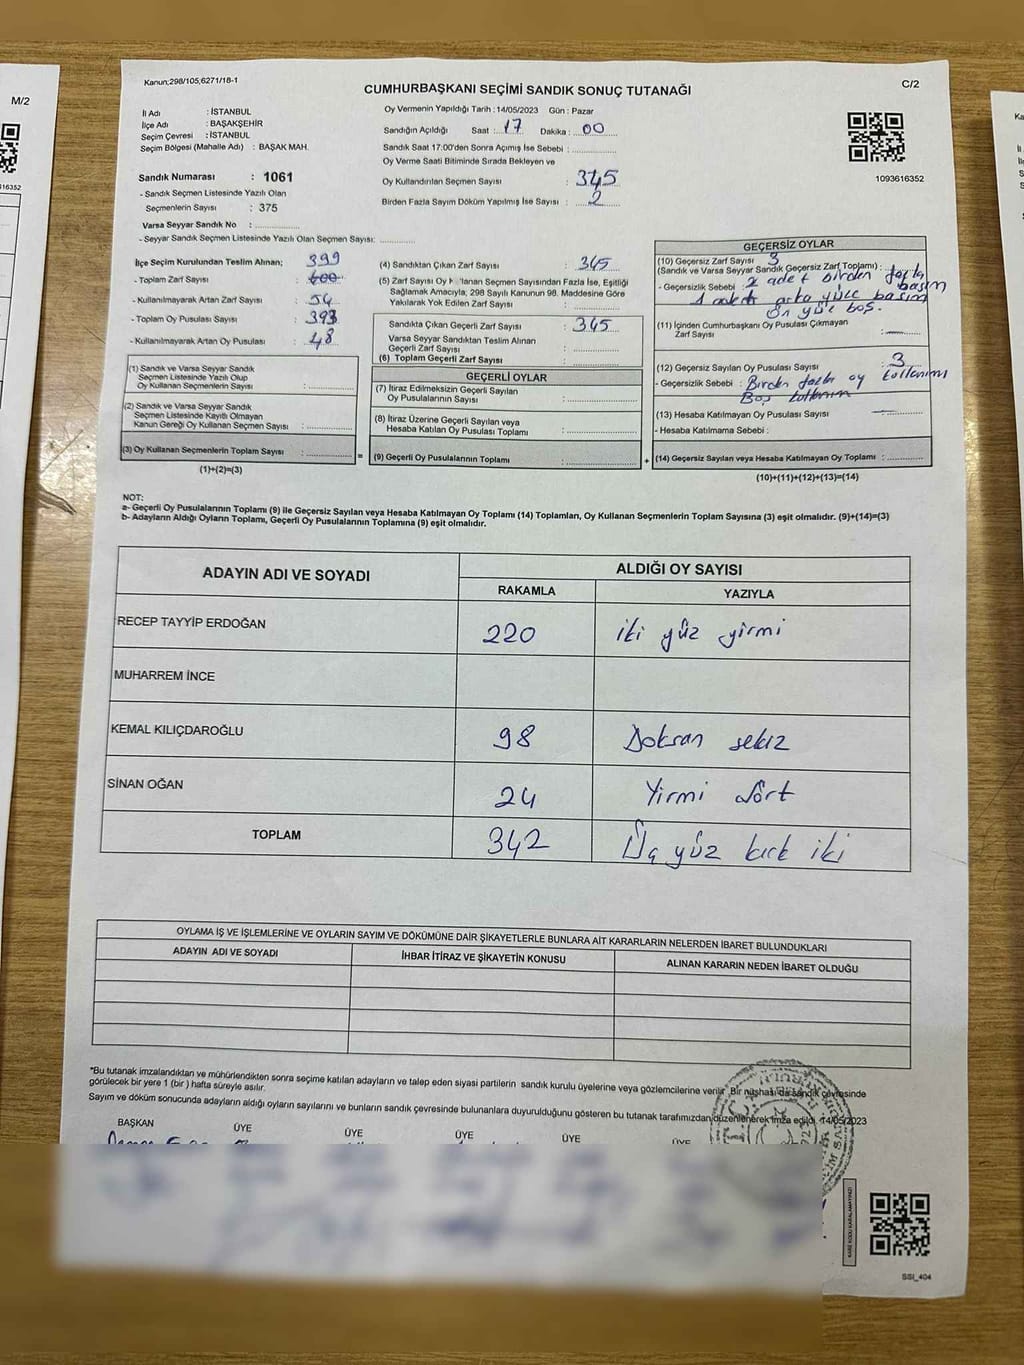 Kanun;298/105,6271/18-1
CUMHURBAŞKANI SEÇİMİ SANDIK SONUÇ TUTANAĞI
C/2
M/2
İl Adı : İSTANBUL
İlçe Adı : BAŞAKŞEHİR
Seçim Çevresi : İSTANBUL
Seçim Bölgesi (Mahalle Adı) : BAŞAK MAH.
Oy Vermenin Yapıldığı Tarih : 14/05/2023 Gün : Pazar
Sandığın Açıldığı Saat : 17 Dakika : 00
Sandık Saat 17:00'den Sonra Açımış İse Sebebi :
Oy Verme Saati Bitiminde Sırada Bekleyen ve
Oy Kullandırılan Seçmen Sayısı : 345
Birden Fazla Sayım Döküm Yapılmış İse Sayısı : 2
1093616352
16352
Sandık Numarası : 1061
- Sandık Seçmen Listesinde Yazılı Olan
Seçmenlerin Sayısı : 375
Varsa Seyyar Sandık No :
- Seyyar Sandık Seçmen Listesinde Yazılı Olan Seçmen Sayısı:
İlçe Seçim Kurulundan Teslim Alınan; 399
- Toplam Zarf Sayısı : 400
- Kullanılmayarak Artan Zarf Sayısı : 54
- Toplam Oy Pusulası Sayısı : 393
- Kullanılmayarak Artan Oy Pusulası : 48
(1) Sandık ve Varsa Seyyar Sandık
Seçmen Listesinde Yazılı Olup
Oy Kullanan Seçmenlerin Sayısı :
(2) Sandık ve Varsa Seyyar Sandık
Seçmen Listesinde Kayıtlı Olmayan
Kanun Gereği Oy Kullanan Seçmen Sayısı :
(3) Oy Kullanan Seçmenlerin Toplam Sayısı :
(1)+(2)=(3)
(4) Sandıktan Çıkan Zarf Sayısı : 345
(5) Zarf Sayısı Oy Kullanan Seçmen Sayısından Fazla İse, Eşitliği
Sağlamak Amacıyla, 298 Sayılı Kanunun 98. Maddesine Göre
Yakılarak Yok Edilen Zarf Sayısı :
Sandıkta Çıkan Geçerli Zarf Sayısı : 345
Varsa Seyyar Sandıktan Teslim Alınan
Geçerli Zarf Sayısı :
(6) Toplam Geçerli Zarf Sayısı :
GEÇERLİ OYLAR
(7) İtiraz Edilmeksizin Geçerli Sayılan
Oy Pusulalarının Sayısı :
(8) İtiraz Üzerine Geçerli Sayılan veya
Hesaba Katılan Oy Pusulası Toplamı :
= (9) Geçerli Oy Pusulalarının Toplamı :
GEÇERSİZ OYLAR
(10) Geçersiz Zarf Sayısı 3
(Sandık ve Varsa Seyyar Sandık Geçersiz Zarf Toplamı) :
- Geçersizlik Sebebi : 2 adet birden fazla basım
1 adet arka yüze basım
Ön yüz boş.
(11) İçinden Cumhurbaşkanı Oy Pusulası Çıkmayan
Zarf Sayısı :
(12) Geçersiz Sayılan Oy Pusulası Sayısı : 3
- Geçersizlik Sebebi : Birden fazla oy kullanım
Boş kullanım
(13) Hesaba Katılmayan Oy Pusulası Sayısı :
- Hesaba Katılmama Sebebi :
+ (14) Geçersiz Sayılan veya Hesaba Katılmayan Oy Toplamı :
(10)+(11)+(12)+(13)=(14)
NOT:
a- Geçerli Oy Pusulalarının Toplamı (9) ile Geçersiz Sayılan veya Hesaba Katılmayan Oy Toplamı (14) Toplamları, Oy Kullanan Seçmenlerin Toplam Sayısına (3) eşit olmalıdır. (9)+(14)=(3)
b- Adayların Aldığı Oyların Toplamı, Geçerli Oy Pusulalarının Toplamına (9) eşit olmalıdır.
ADAYIN ADI VE SOYADI
ALDIĞI OY SAYISI
RAKAMLA YAZIYLA
RECEP TAYYİP ERDOĞAN 220 iki yüz yirmi
MUHARREM İNCE
KEMAL KILIÇDAROĞLU 98 Doksan sekiz
SİNAN OĞAN 24 Yirmi dört
TOPLAM 342 Üç yüz kırk iki
OYLAMA İŞ VE İŞLEMLERİNE VE OYLARIN SAYIM VE DÖKÜMÜNE DAİR ŞİKAYETLERLE BUNLARA AİT KARARLARIN NELERDEN İBARET BULUNDUKLARI
ADAYIN ADI VE SOYADI İHBAR İTİRAZ VE ŞİKAYETİN KONUSU ALINAN KARARIN NEDEN İBARET OLDUĞU
*Bu tutanak imzalandıktan ve mühürlendikten sonra seçime katılan adayların ve talep eden siyasi partilerin sandık kurulu üyelerine veya gözlemcilerine verilir. Bir nüshası da sandık çevresinde
görülecek bir yere 1 (bir) hafta süreyle asılır.
Sayım ve döküm sonucunda adayların aldığı oyların sayılarını ve bunların sandık çevresinde bulunanlara duyurulduğunu gösteren bu tutanak tarafımızdan düzenlenerek imza edildi. 14/05/2023
BAŞKAN ÜYE ÜYE ÜYE ÜYE ÜYE
KARE KODU KARALAMAYINIZ!
SSI_404